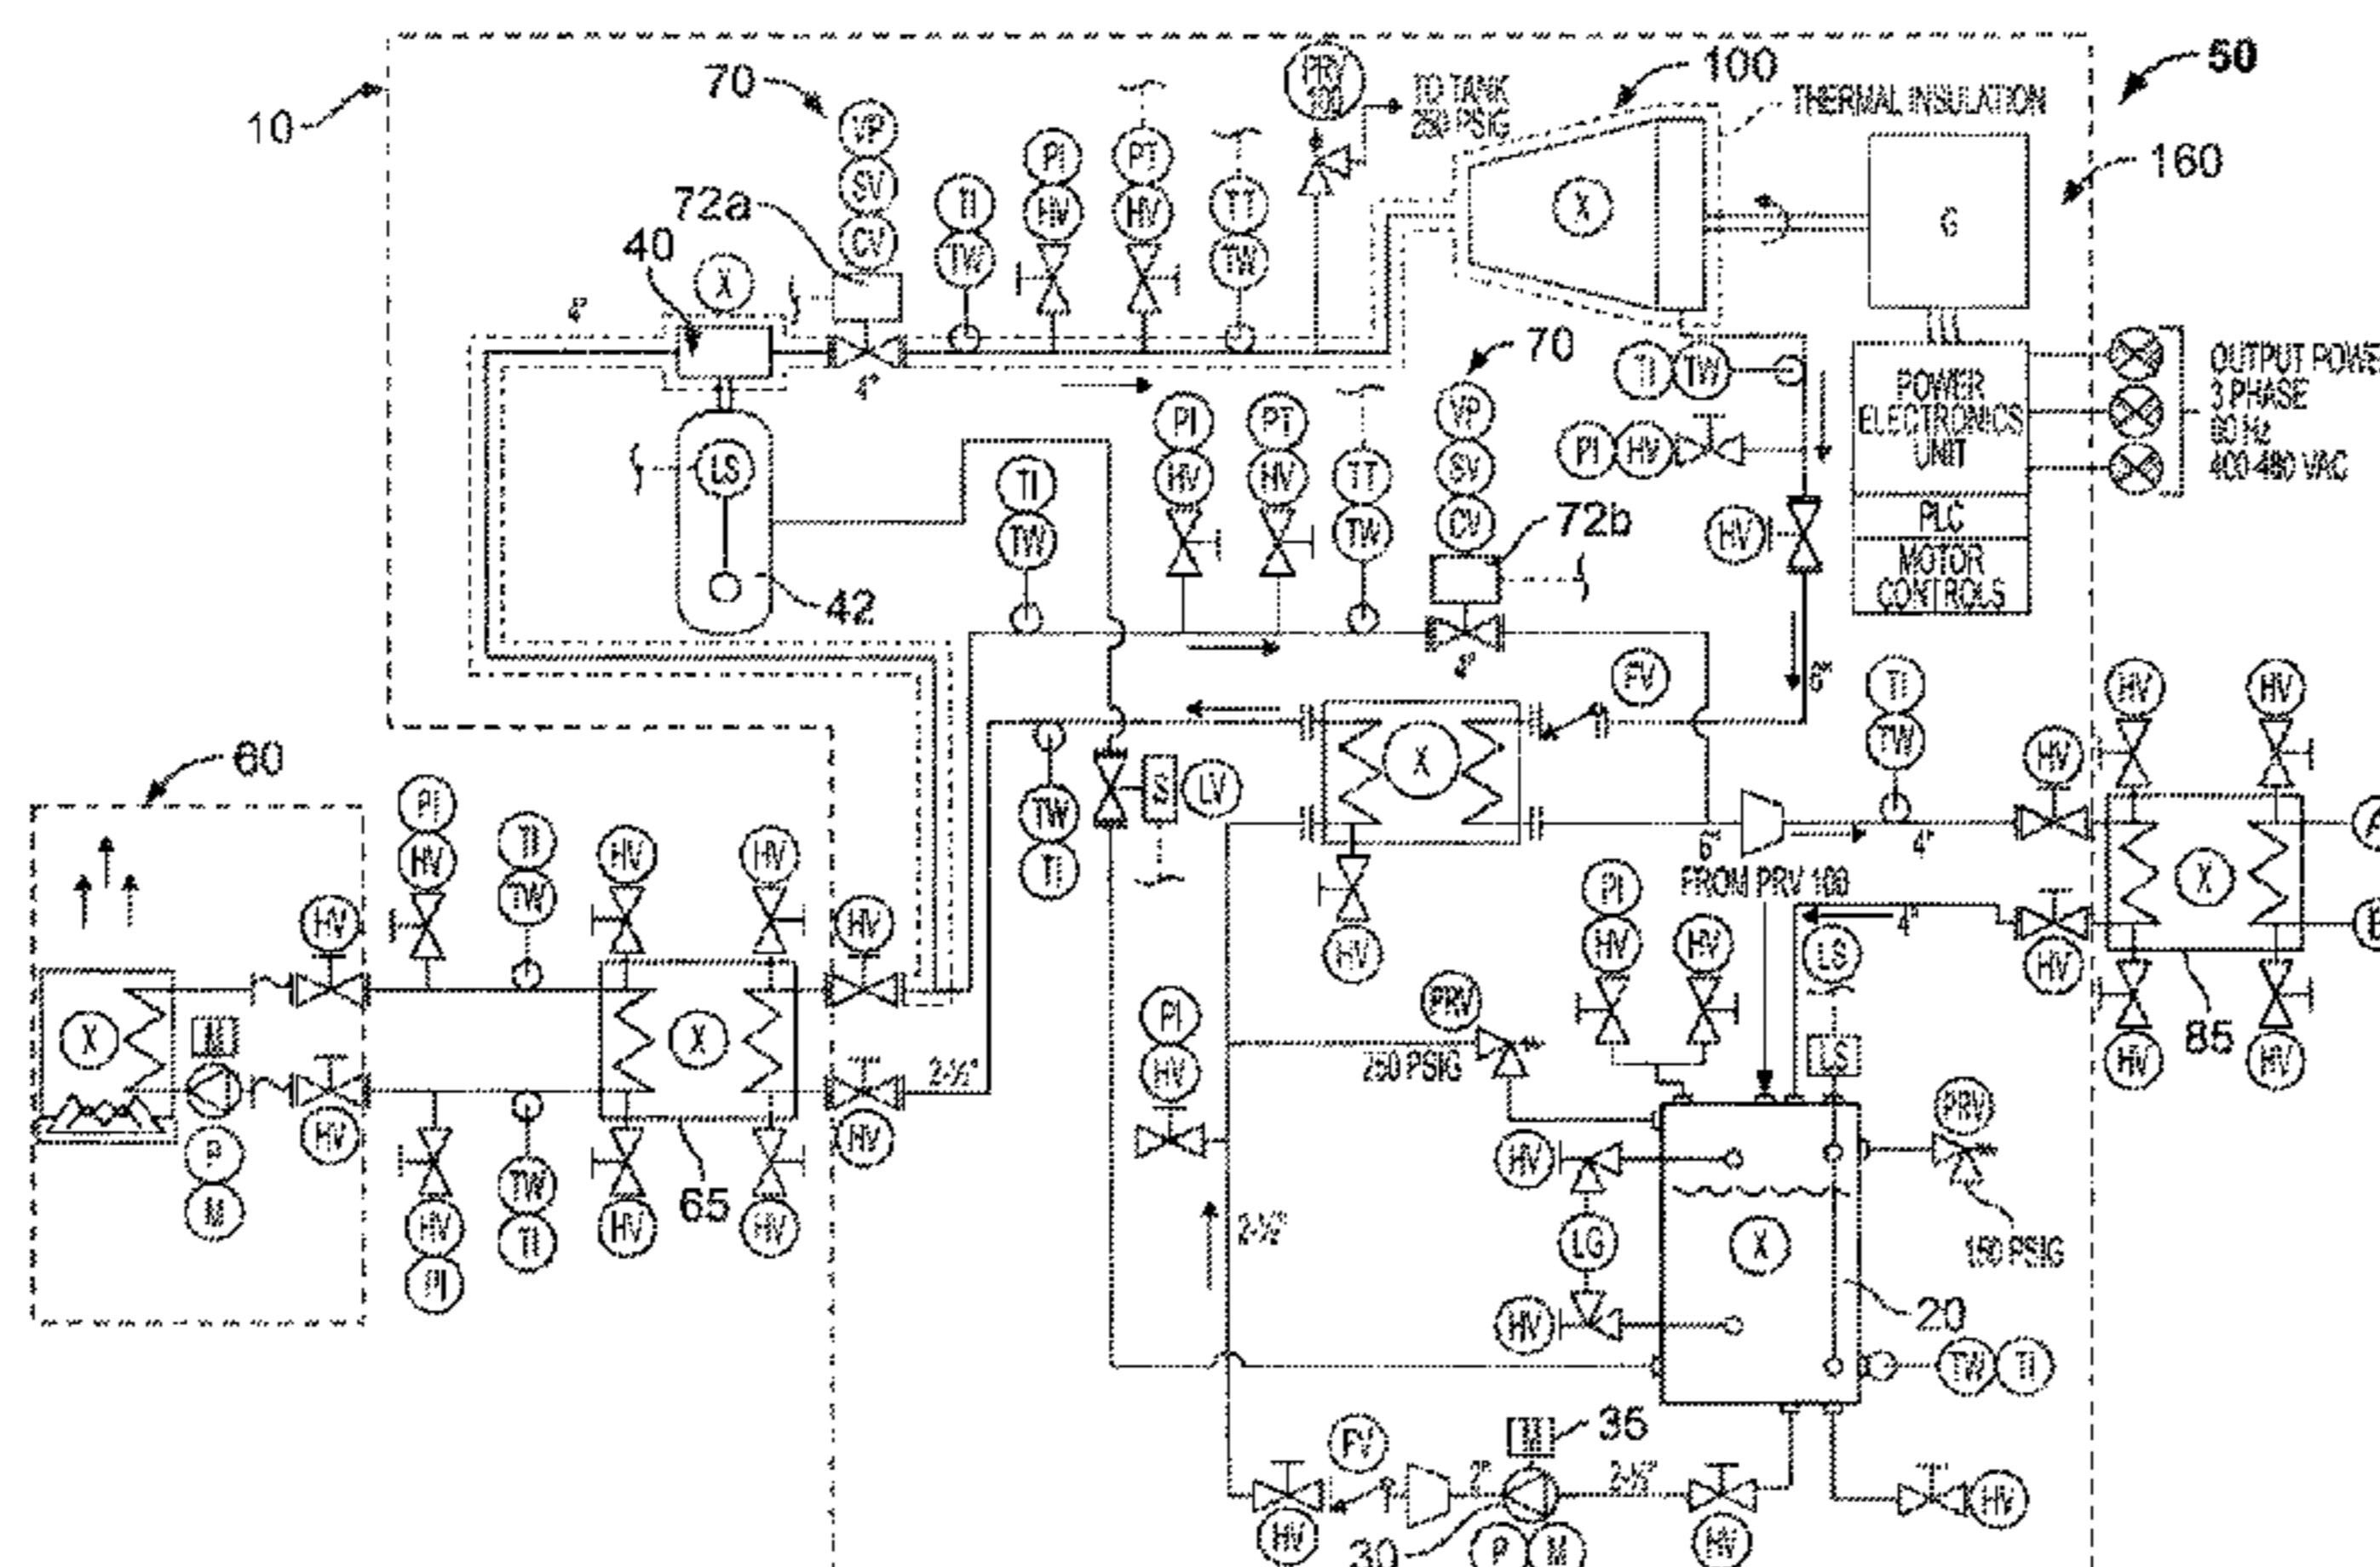 50
PRV
100
100
70
TO TANK
250 PSIG
THERMAL INSULATION
10
VP
PI
PT
160
72a
SV
TI
HV
HV
TT
X
G
40
CV
TW
TW
X
4"
4"
70
OUTPUT POWER
3 PHASE
60 Hz
400-480 VAC
TI
TW
POWER
ELECTRONICS
UNIT
PI
PT
VP
PI
HV
LS
TI
HV
HV
TT
SV
TW
TW
CV
72b
HV
PLC
MOTOR
CONTROLS
42
4"
FV
6"
TI
HV
HV
60
X
TW
HV
PI
TW
S
LV
TI
HV
TI
HV
HV
6"
4"
A
HV
TW
PI
FROM PRV 100
X
HV
HV
HV
HV
HV
4"
B
LS
HV
PRV
X
M
X
2-½"
PI
250 PSIG
LS
85
HV
HV
HV
HV
HV
PRV
P
M
HV
TW
TI
HV
65
HV
HV
PI
2-½"
LG
X
150 PSIG
HV
20
TW
TI
FV
M
35
2"
2-½"
HV
HV
30
P
M
HV